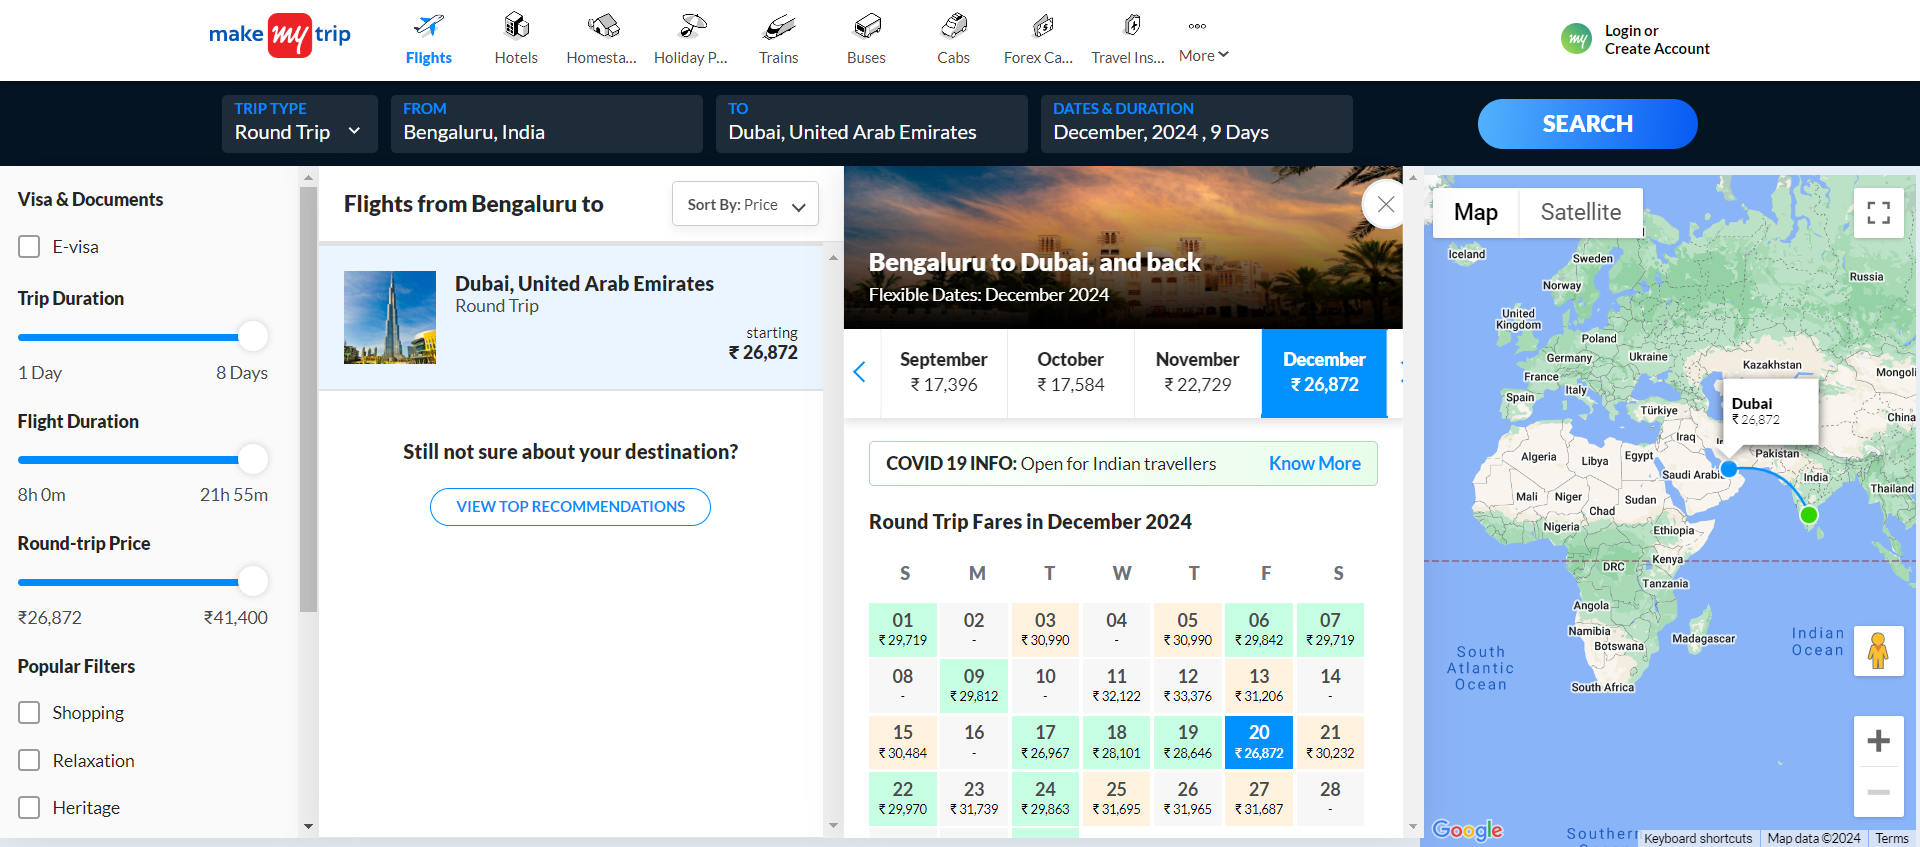 make my trip
Flights
Hotels
Homesta...
Holiday P...
Trains
Buses
Cabs
Forex Ca...
Travel Ins...
More
my
Login or
Create Account
TRIP TYPE
Round Trip
FROM
Bengaluru, India
TO
Dubai, United Arab Emirates
DATES & DURATION
December, 2024 , 9 Days
SEARCH
Visa & Documents
E-visa
Trip Duration
1 Day 8 Days
Flight Duration
8h 0m 21h 55m
Round-trip Price
₹26,872 ₹41,400
Popular Filters
Shopping
Relaxation
Heritage
Flights from Bengaluru to
Sort By: Price
Dubai, United Arab Emirates
Round Trip
starting
₹ 26,872
Still not sure about your destination?
VIEW TOP RECOMMENDATIONS
Bengaluru to Dubai, and back
Flexible Dates: December 2024
September October November December
₹ 17,396 ₹ 17,584 ₹ 22,729 ₹ 26,872
COVID 19 INFO: Open for Indian travellers Know More
Round Trip Fares in December 2024
S M T W T F S
01 02 03 04 05 06 07
₹ 29,719 - ₹ 30,990 - ₹ 30,990 ₹ 29,842 ₹ 29,719
08 09 10 11 12 13 14
- ₹ 29,812 - ₹ 32,122 ₹ 33,376 ₹ 31,206 -
15 16 17 18 19 20 21
₹ 30,484 - ₹ 26,967 ₹ 28,101 ₹ 28,646 ₹ 26,872 ₹ 30,232
22 23 24 25 26 27 28
₹ 29,970 ₹ 31,739 ₹ 29,863 ₹ 31,695 ₹ 31,965 ₹ 31,687 -
Map Satellite
Iceland
Sweden
Norway
Russia
United
Kingdom
Poland
Germany
Ukraine
France
Kazakhstan
Mongoli
Italy
Spain
Türkiye
Dubai
₹ 26,872
China
Iraq
Algeria
Libya
Egypt
Pakistan
Saudi Arabi
India
Thailand
Mali
Niger
Sudan
Chad
Nigeria
Ethiopia
Kenya
DRC
Tanzania
Angola
Namibia
Botswana
Madagascar
South Africa
South
Atlantic
Ocean
Indian
Ocean
Southern
Google
Keyboard shortcuts Map data ©2024 Terms